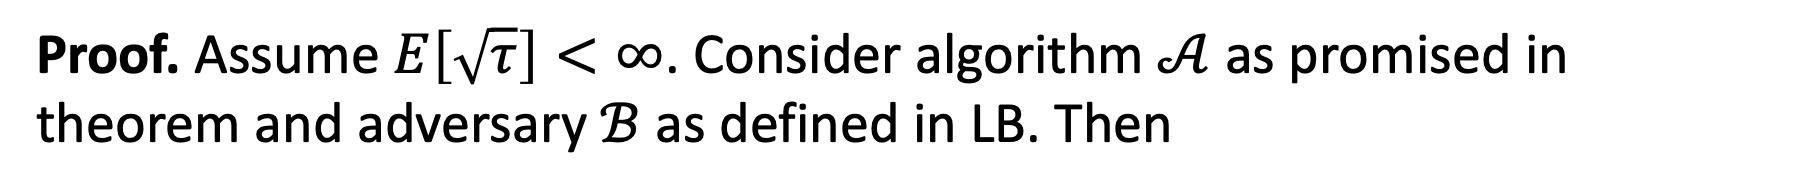 Proof. Assume 𝐸[√𝜏] < ∞. Consider algorithm 𝒜 as promised in
theorem and adversary ℬ as defined in LB. Then